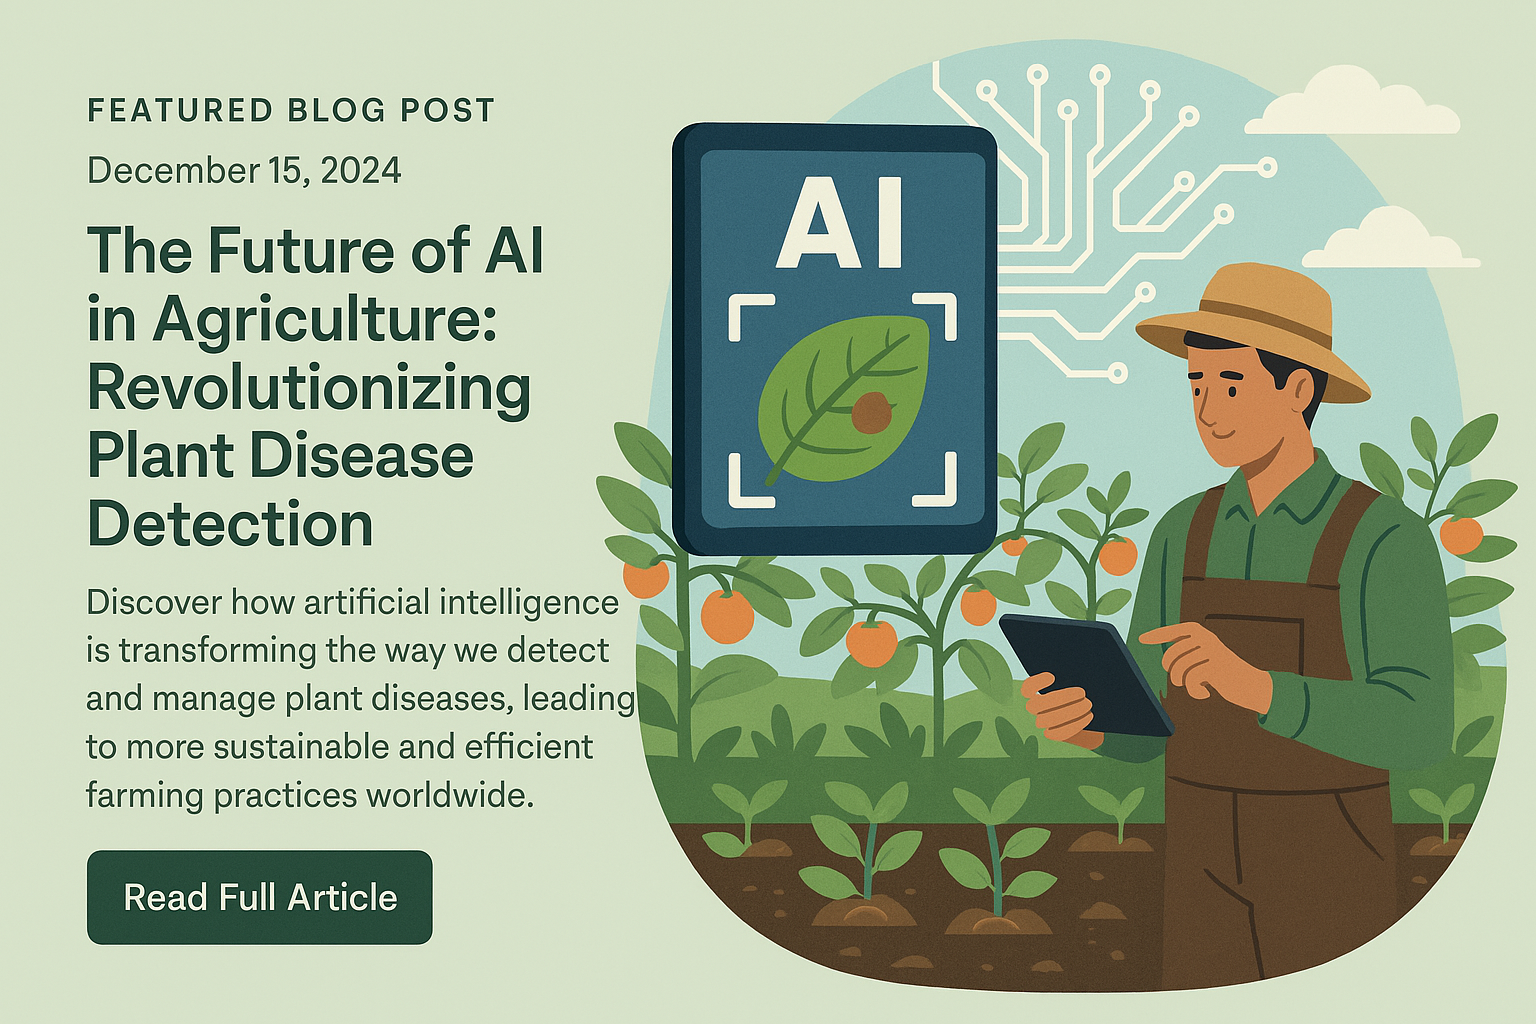 FEATURED BLOG POST
December 15, 2024
The Future of AI
in Agriculture:
Revolutionizing
Plant Disease
Detection
Discover how artificial intelligence
is transforming the way we detect
and manage plant diseases, leading
to more sustainable and efficient
farming practices worldwide.
Read Full Article
AI